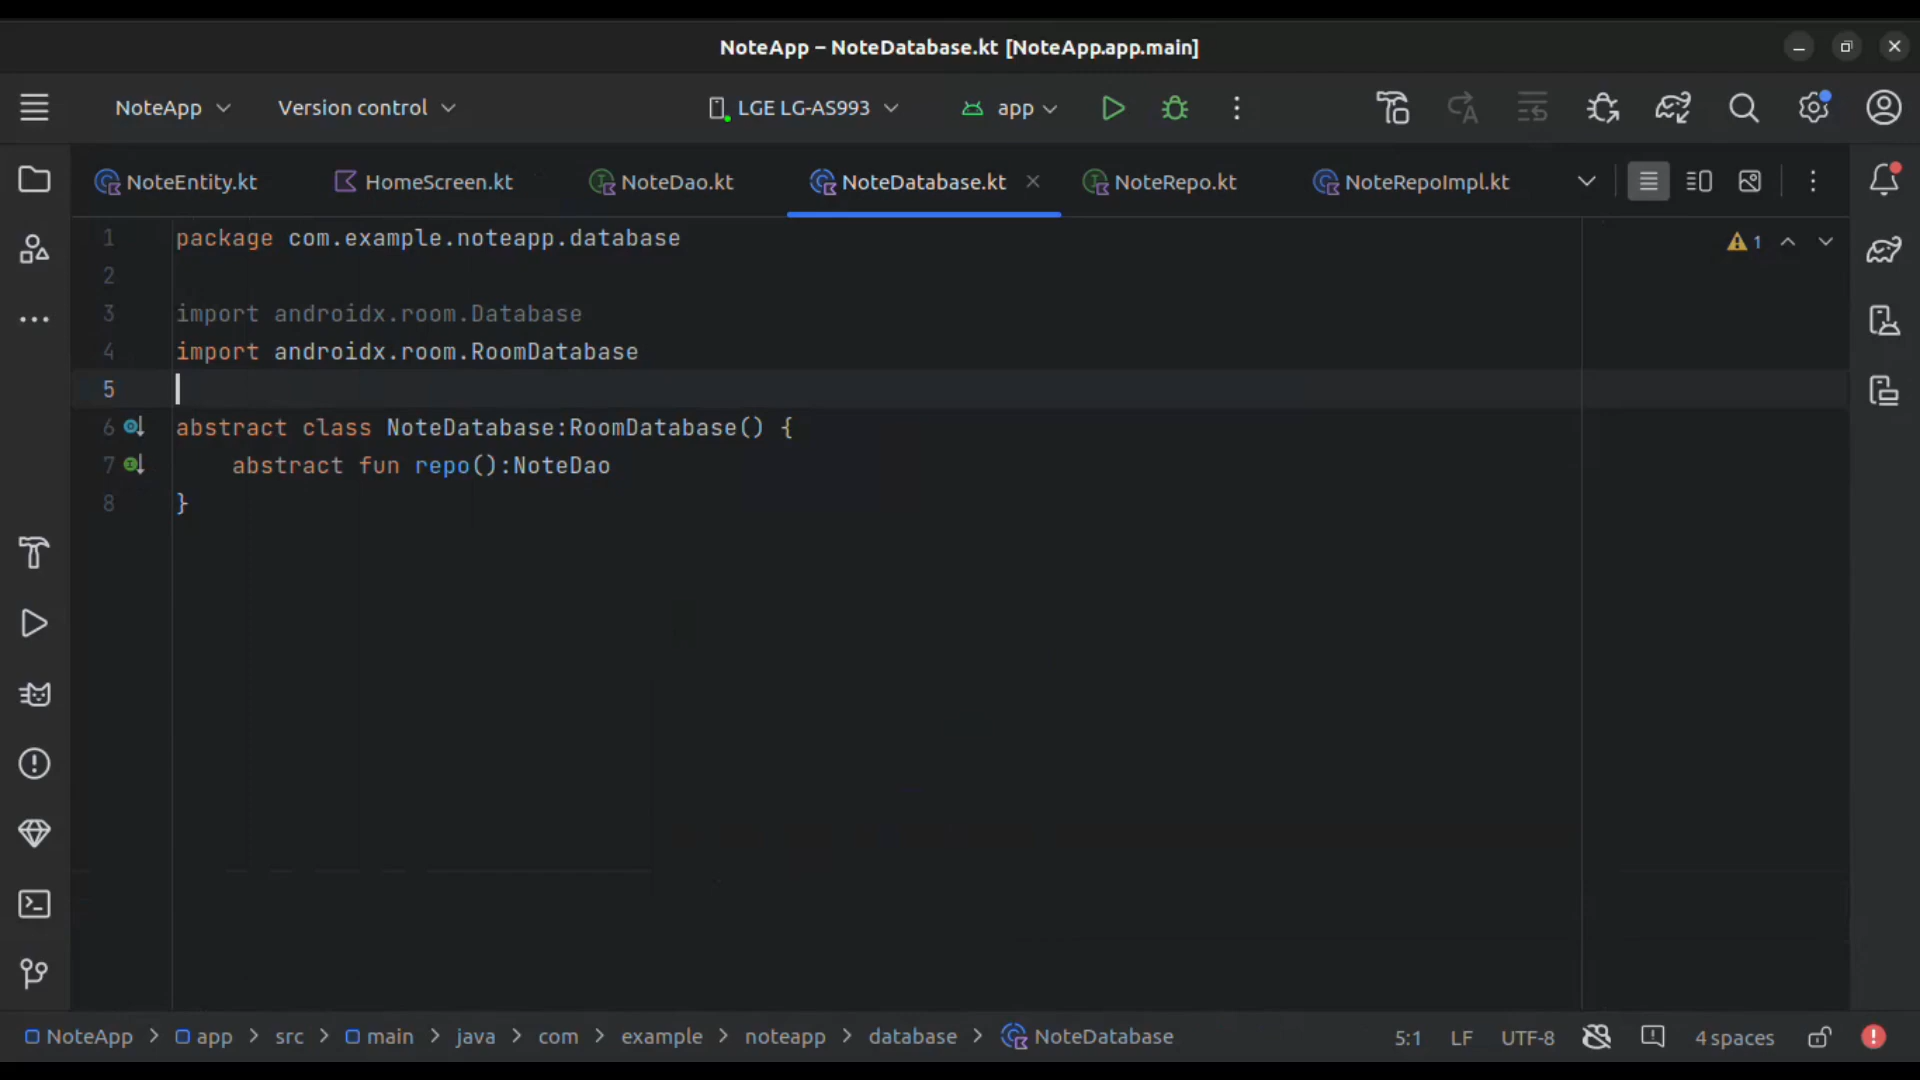 NoteApp – NoteDatabase.kt [NoteApp.app.main]
NoteApp Version control LGE LG-AS993 app
NoteEntity.kt HomeScreen.kt NoteDao.kt NoteDatabase.kt NoteRepo.kt NoteRepoImpl.kt
1 package com.example.noteapp.database 1
2
3 import androidx.room.Database
4 import androidx.room.RoomDatabase
5
6 abstract class NoteDatabase:RoomDatabase() {
7 abstract fun repo():NoteDao
8 }
NoteApp > app > src > main > java > com > example > noteapp > database > NoteDatabase 5:1 LF UTF-8 4 spaces